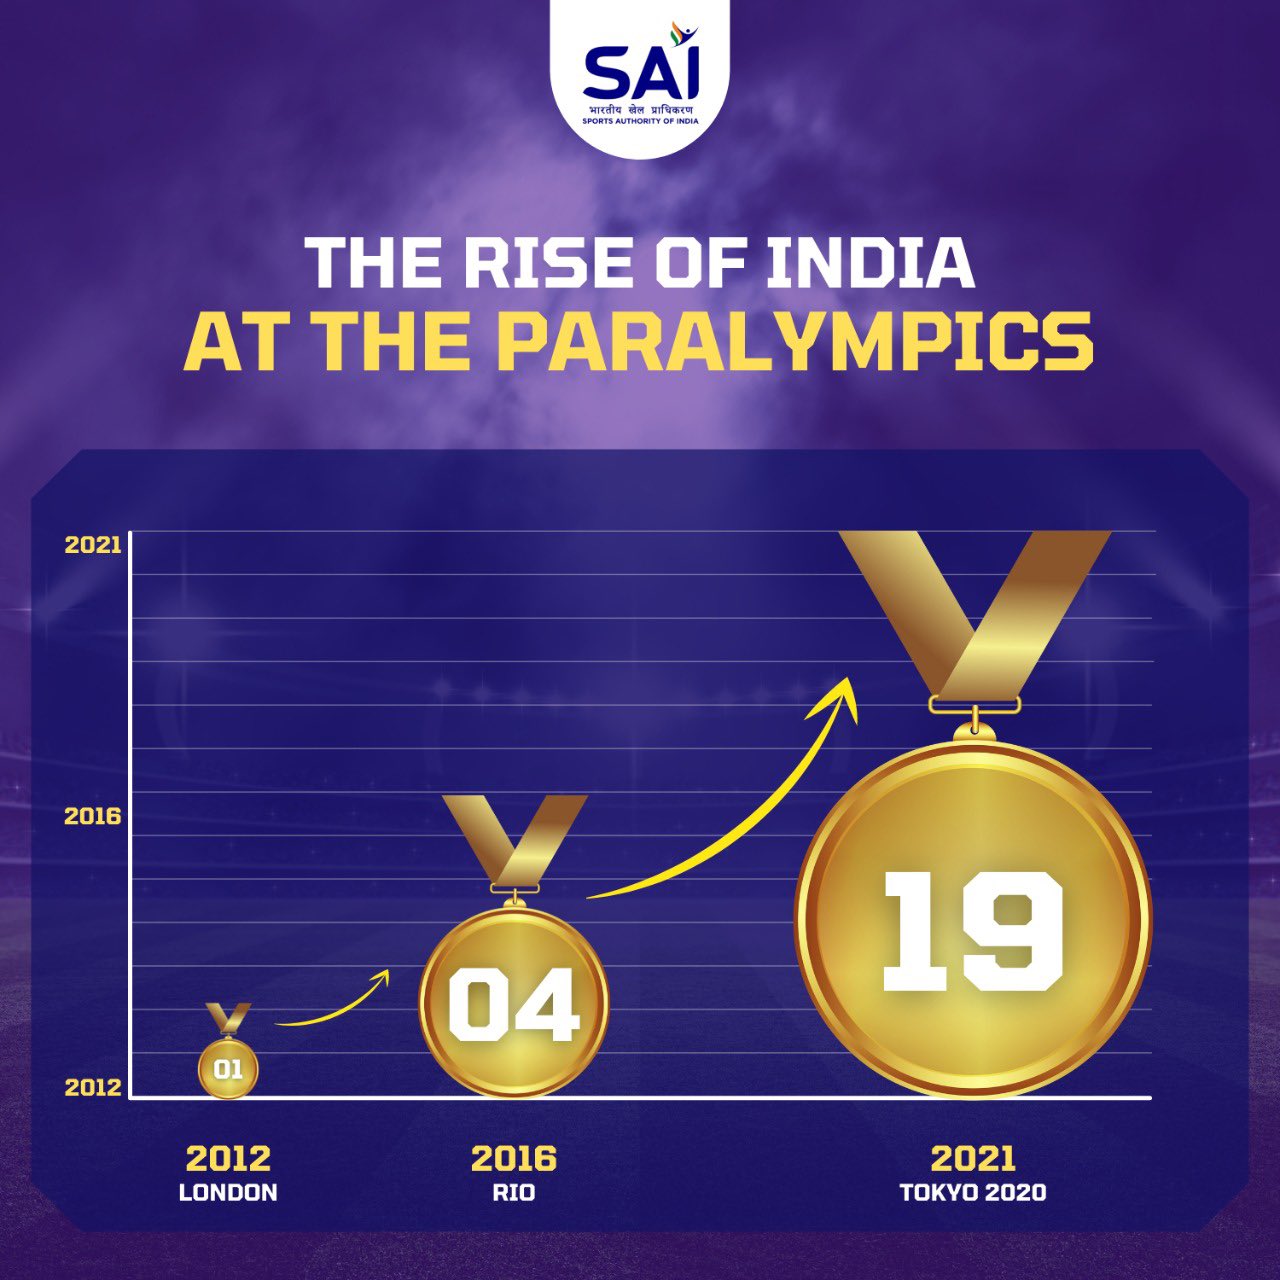 SAI
भारतीय खेल प्राधिकरण
SPORTS AUTHORITY OF INDIA
THE RISE OF INDIA
AT THE PARALYMPICS
2021
2016
2012
01
04
19
2012
LONDON
2016
RIO
2021
TOKYO 2020